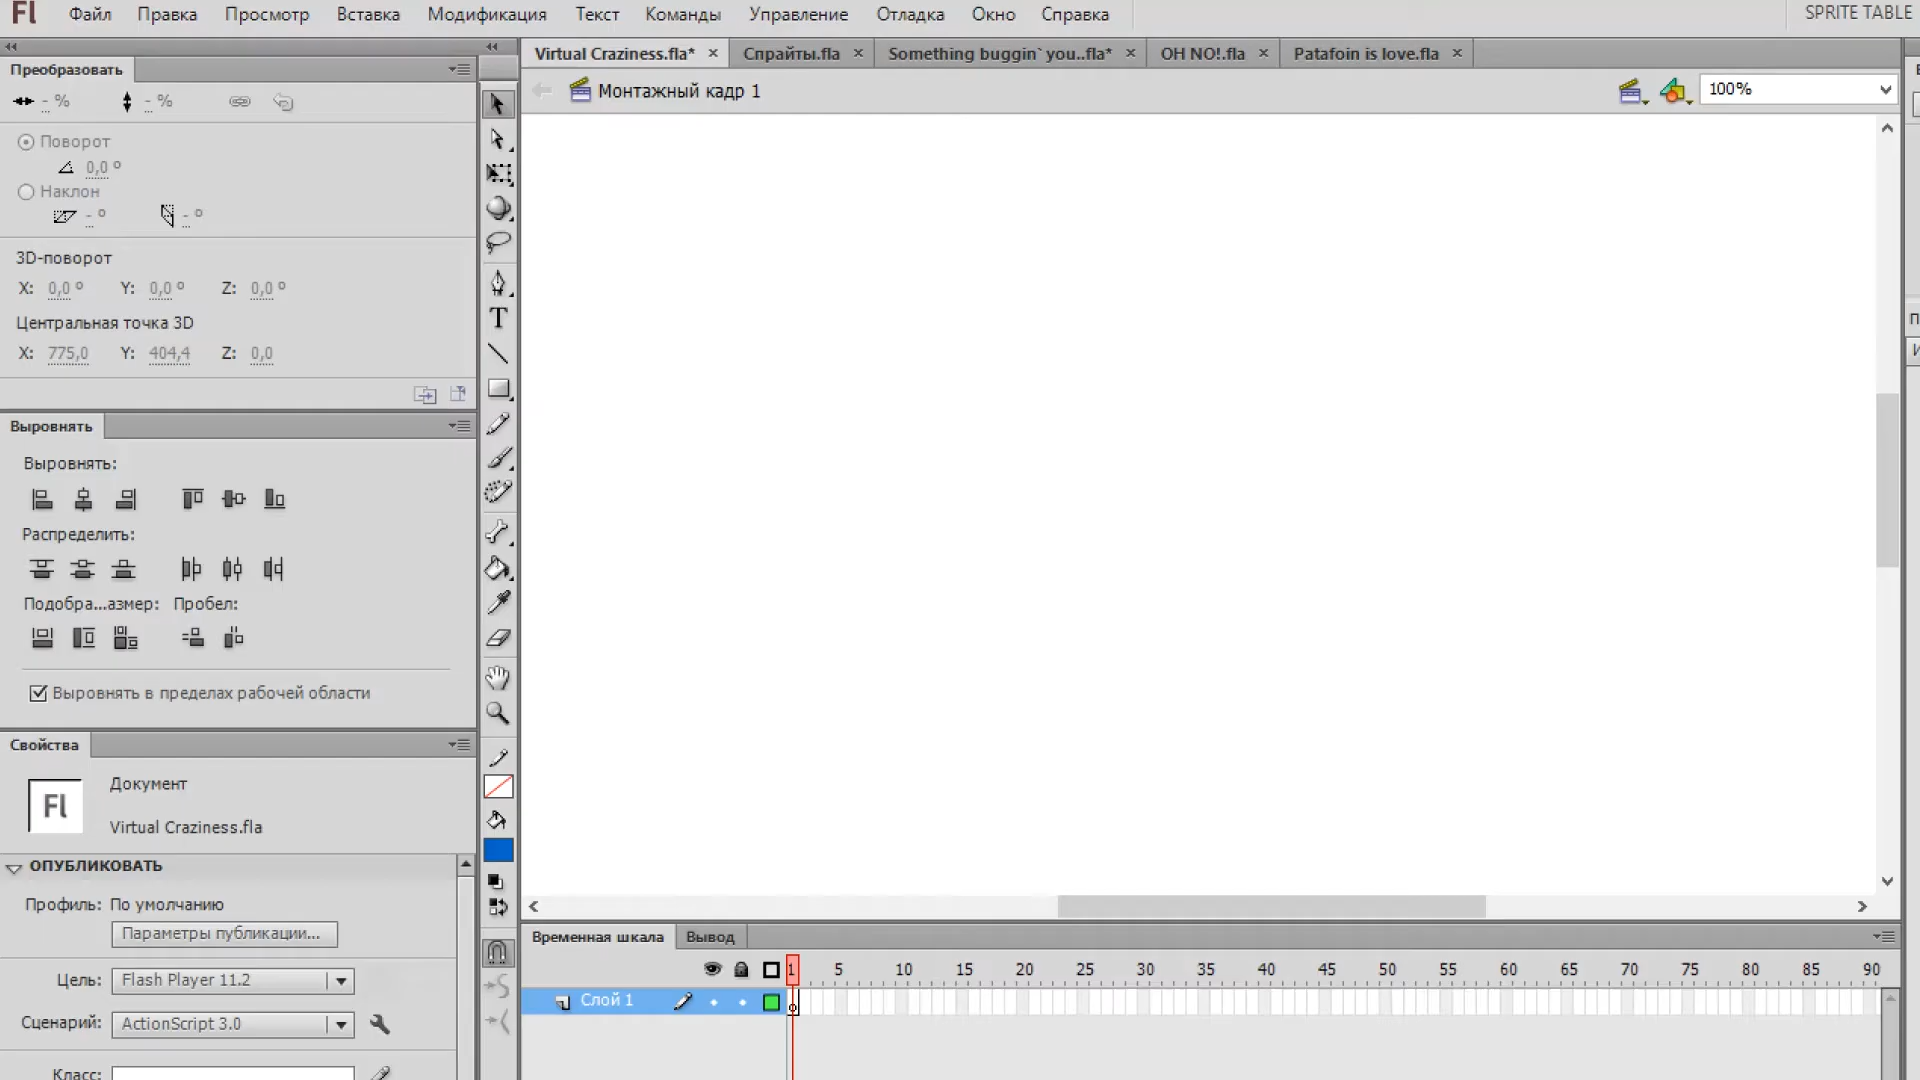 Fl Файл Правка Просмотр Вставка Модификация Текст Команды Управление Отладка Окно Справка SPRITE TABLE
Virtual Craziness.fla* Спрайты.fla Something buggin` you..fla* OH NO!.fla Patafoin is love.fla
Монтажный кадр 1 100%
Преобразовать
- % - %
Поворот
0,0 °
Наклон
- ° - °
3D-поворот
X: 0,0 ° Y: 0,0 ° Z: 0,0 °
Центральная точка 3D
X: 775,0 Y: 404,4 Z: 0,0
Выровнять
Выровнять:
Распределить:
Подобра...азмер: Пробел:
Выровнять в пределах рабочей области
Свойства
Fl Документ
Virtual Craziness.fla
ОПУБЛИКОВАТЬ
Профиль: По умолчанию
Параметры публикации...
Цель: Flash Player 11.2
Сценарий: ActionScript 3.0
Класс:
Временная шкала Вывод
1 5 10 15 20 25 30 35 40 45 50 55 60 65 70 75 80 85 90
Слой 1